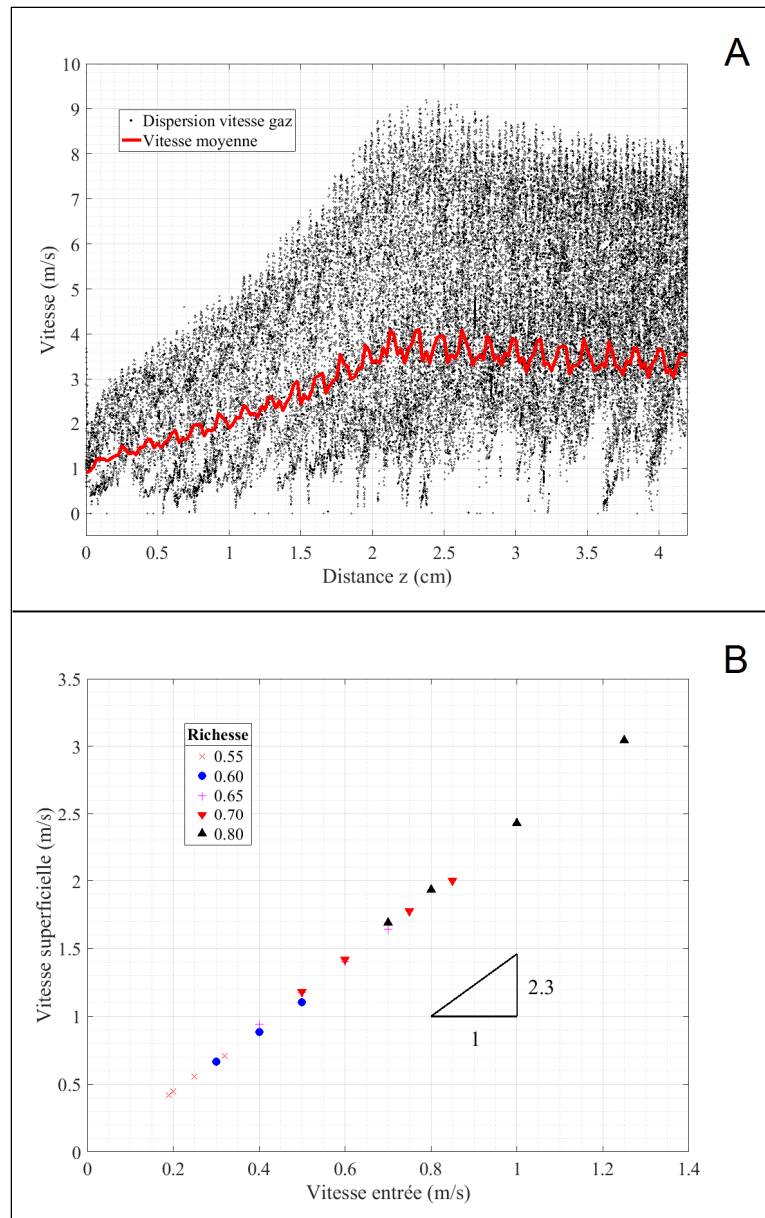 A
10
9
8
7
6
5
4
3
2
1
0
Dispersion vitesse gaz
Vitesse moyenne
Vitesse (m/s)
0 0.5 1 1.5 2 2.5 3 3.5 4
Distance z (cm)
B
3.5
3
2.5
2
1.5
1
0.5
0
Richesse
0.55
0.60
0.65
0.70
0.80
2.3
1
Vitesse superficielle (m/s)
0 0.2 0.4 0.6 0.8 1 1.2 1.4
Vitesse entrée (m/s)